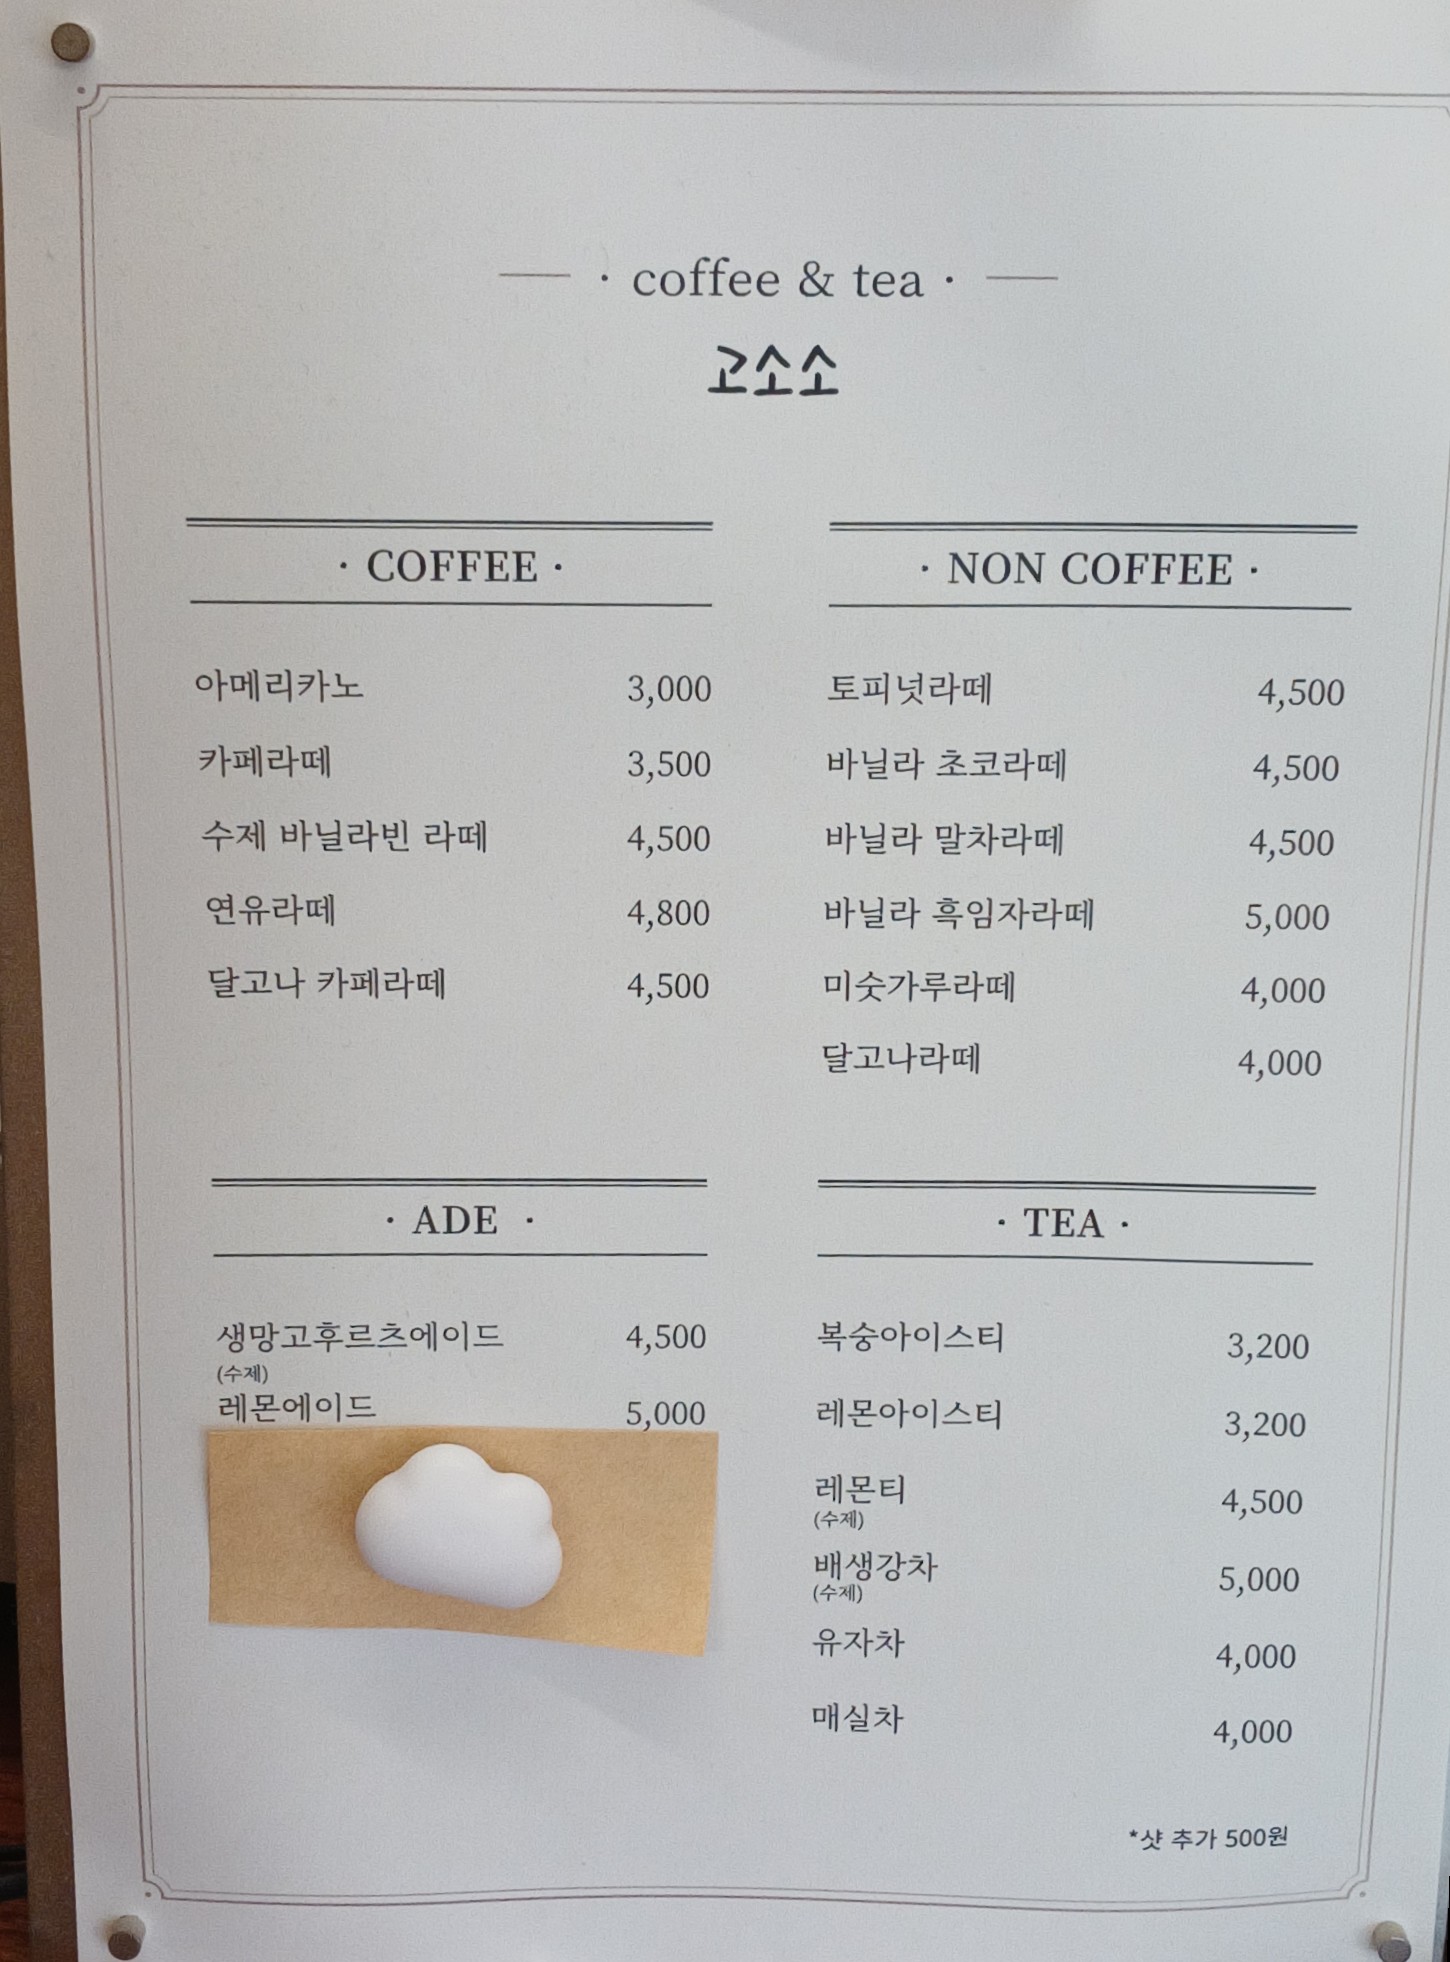 · coffee & tea ·
고소소
· COFFEE ·
아메리카노 3,000
카페라떼 3,500
수제 바닐라빈 라떼 4,500
연유라떼 4,800
달고나 카페라떼 4,500
· NON COFFEE ·
토피넛라떼 4,500
바닐라 초코라떼 4,500
바닐라 말차라떼 4,500
바닐라 흑임자라떼 5,000
미숫가루라떼 4,000
달고나라떼 4,000
· ADE ·
생망고후르츠에이드 4,500
(수제)
레몬에이드 5,000
· TEA ·
복숭아이스티 3,200
레몬아이스티 3,200
레몬티 4,500
(수제)
배생강차 5,000
(수제)
유자차 4,000
매실차 4,000
*샷 추가 500원